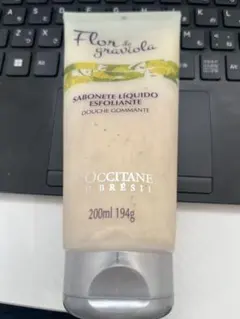 Flor de
graviola
SABONETE LÍQUIDO
ESFOLIANTE
DOUCHE GOMMANTE
L'OCCITANE
AU BRÉSIL
200ml 194g